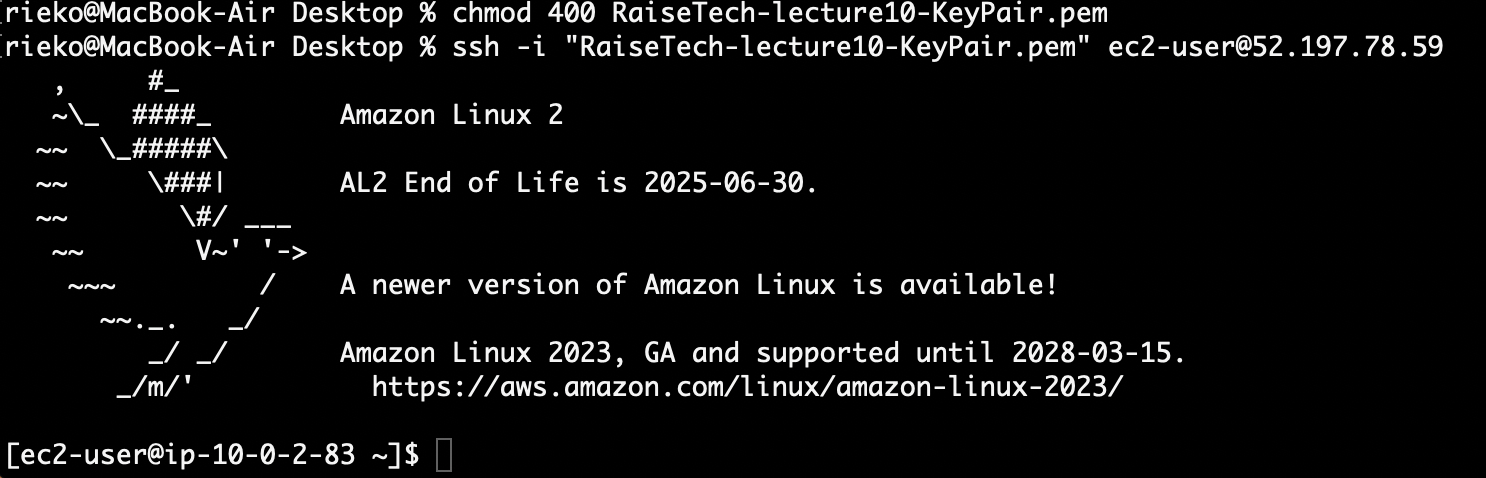 rieko@MacBook-Air Desktop % chmod 400 RaiseTech-lecture10-KeyPair.pem
rieko@MacBook-Air Desktop % ssh -i "RaiseTech-lecture10-KeyPair.pem" ec2-user@52.197.78.59
   ,     #_
   ~\_  ####_        Amazon Linux 2
  ~~  \_#####\
  ~~     \###|       AL2 End of Life is 2025-06-30.
  ~~       \#/ ___
   ~~       V~' '->
    ~~~         /    A newer version of Amazon Linux is available!
      ~~._.   _/
         _/ _/       Amazon Linux 2023, GA and supported until 2028-03-15.
       _/m/'           https://aws.amazon.com/linux/amazon-linux-2023/
[ec2-user@ip-10-0-2-83 ~]$